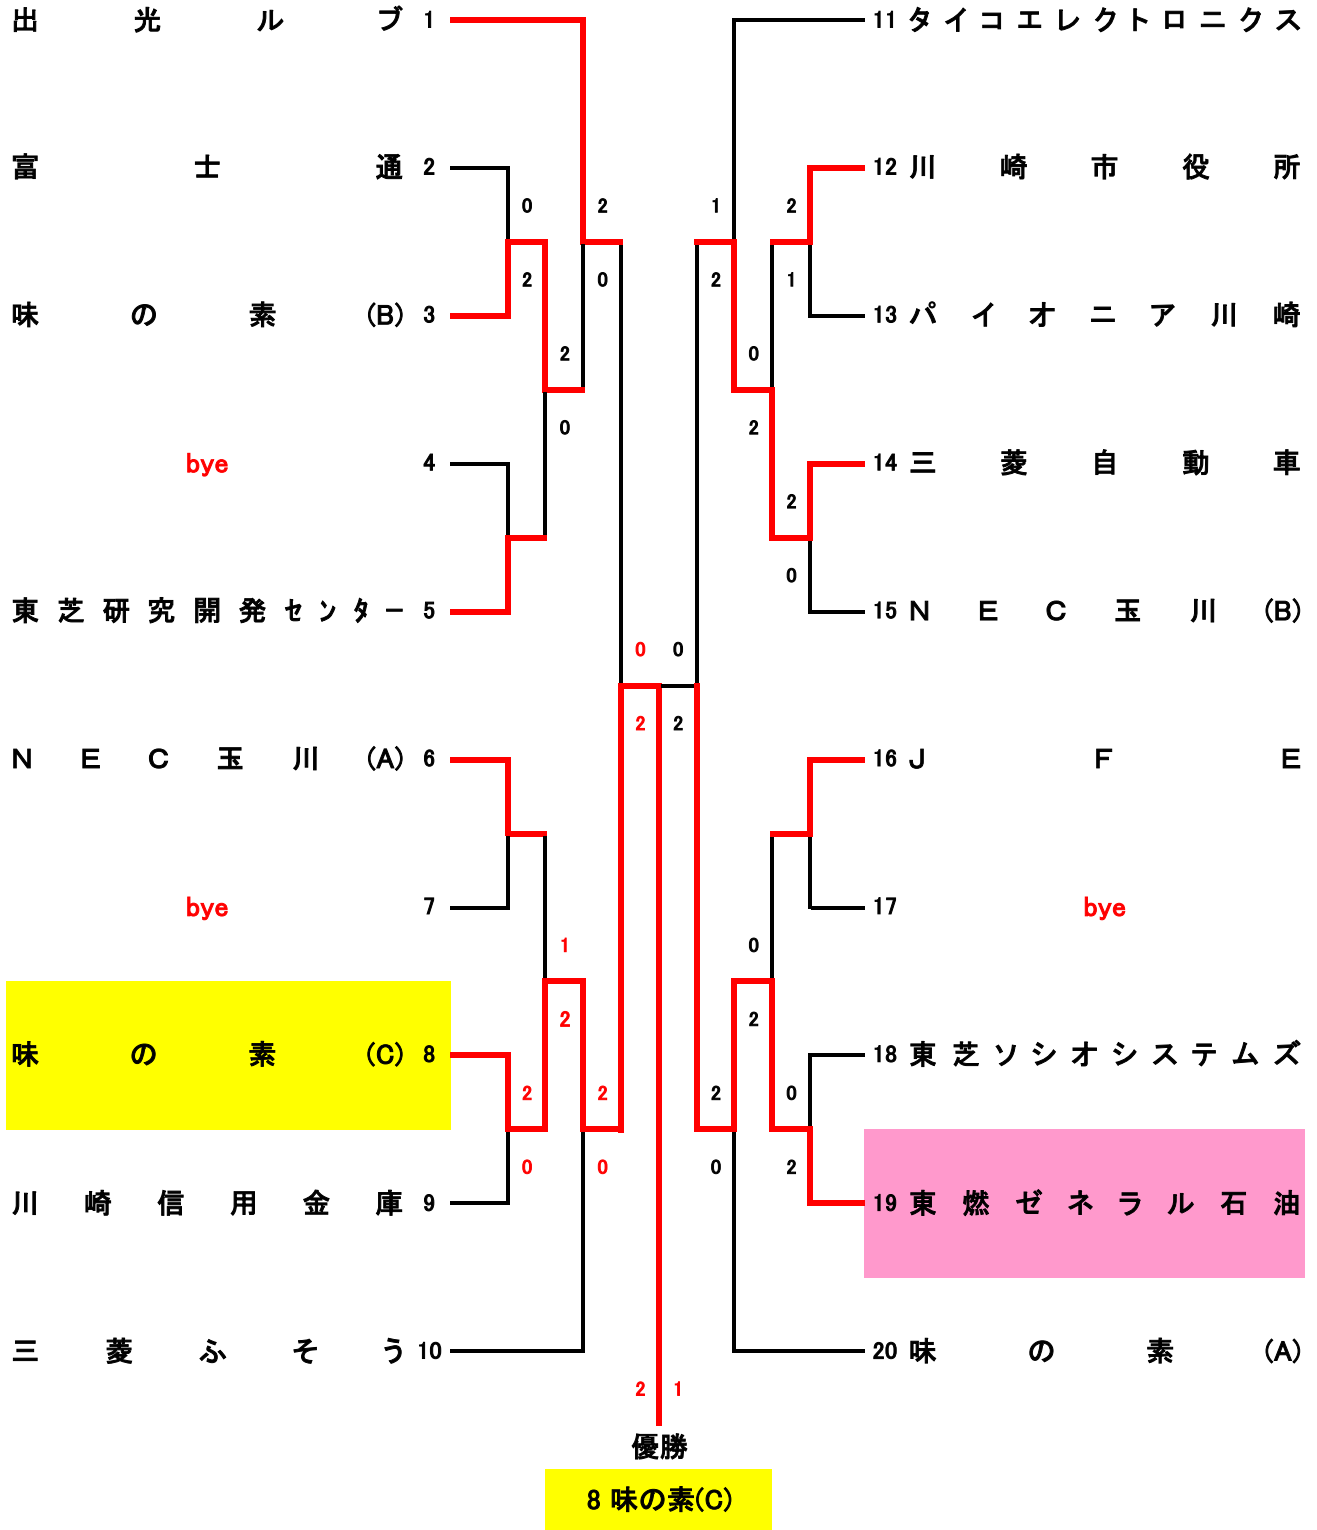 出光ルブ 1 11 タイコエレクトロニクス
富士通 2 12 川崎市役所
0 2 1 2
2 0 2 1
味の素(B) 3 13 パイオニア川崎
2 0
0 2
bye 4 14 三菱自動車
2
0
東芝研究開発センター 5 15 NEC玉川(B)
0 0
2 2
NEC玉川(A) 6 16 JFE
bye 7 17 bye
1 0
2 2
味の素(C) 8 18 東芝ソシオシステムズ
2 2 2 0
0 0 0 2
川崎信用金庫 9 19 東燃ゼネラル石油
三菱ふそう 10 20 味の素(A)
2 1
優勝
8 味の素(C)